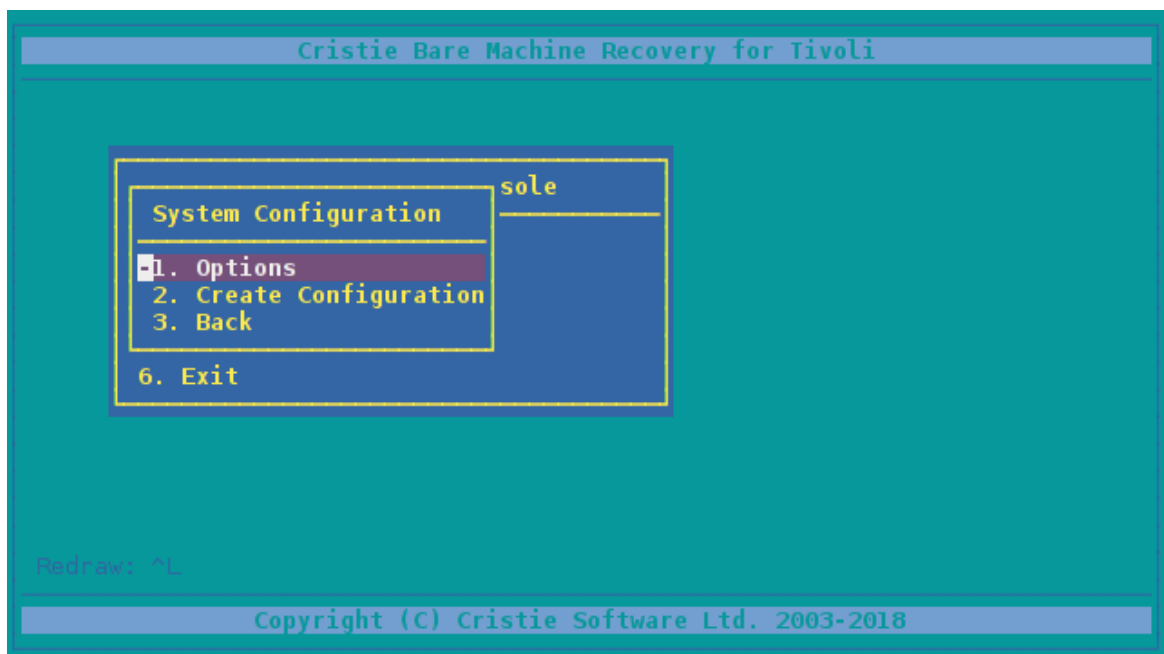 Cristie Bare Machine Recovery for Tivoli
sole
System Configuration
-1. Options
2. Create Configuration
3. Back
6. Exit
Redraw: ^L
Copyright (C) Cristie Software Ltd. 2003-2018